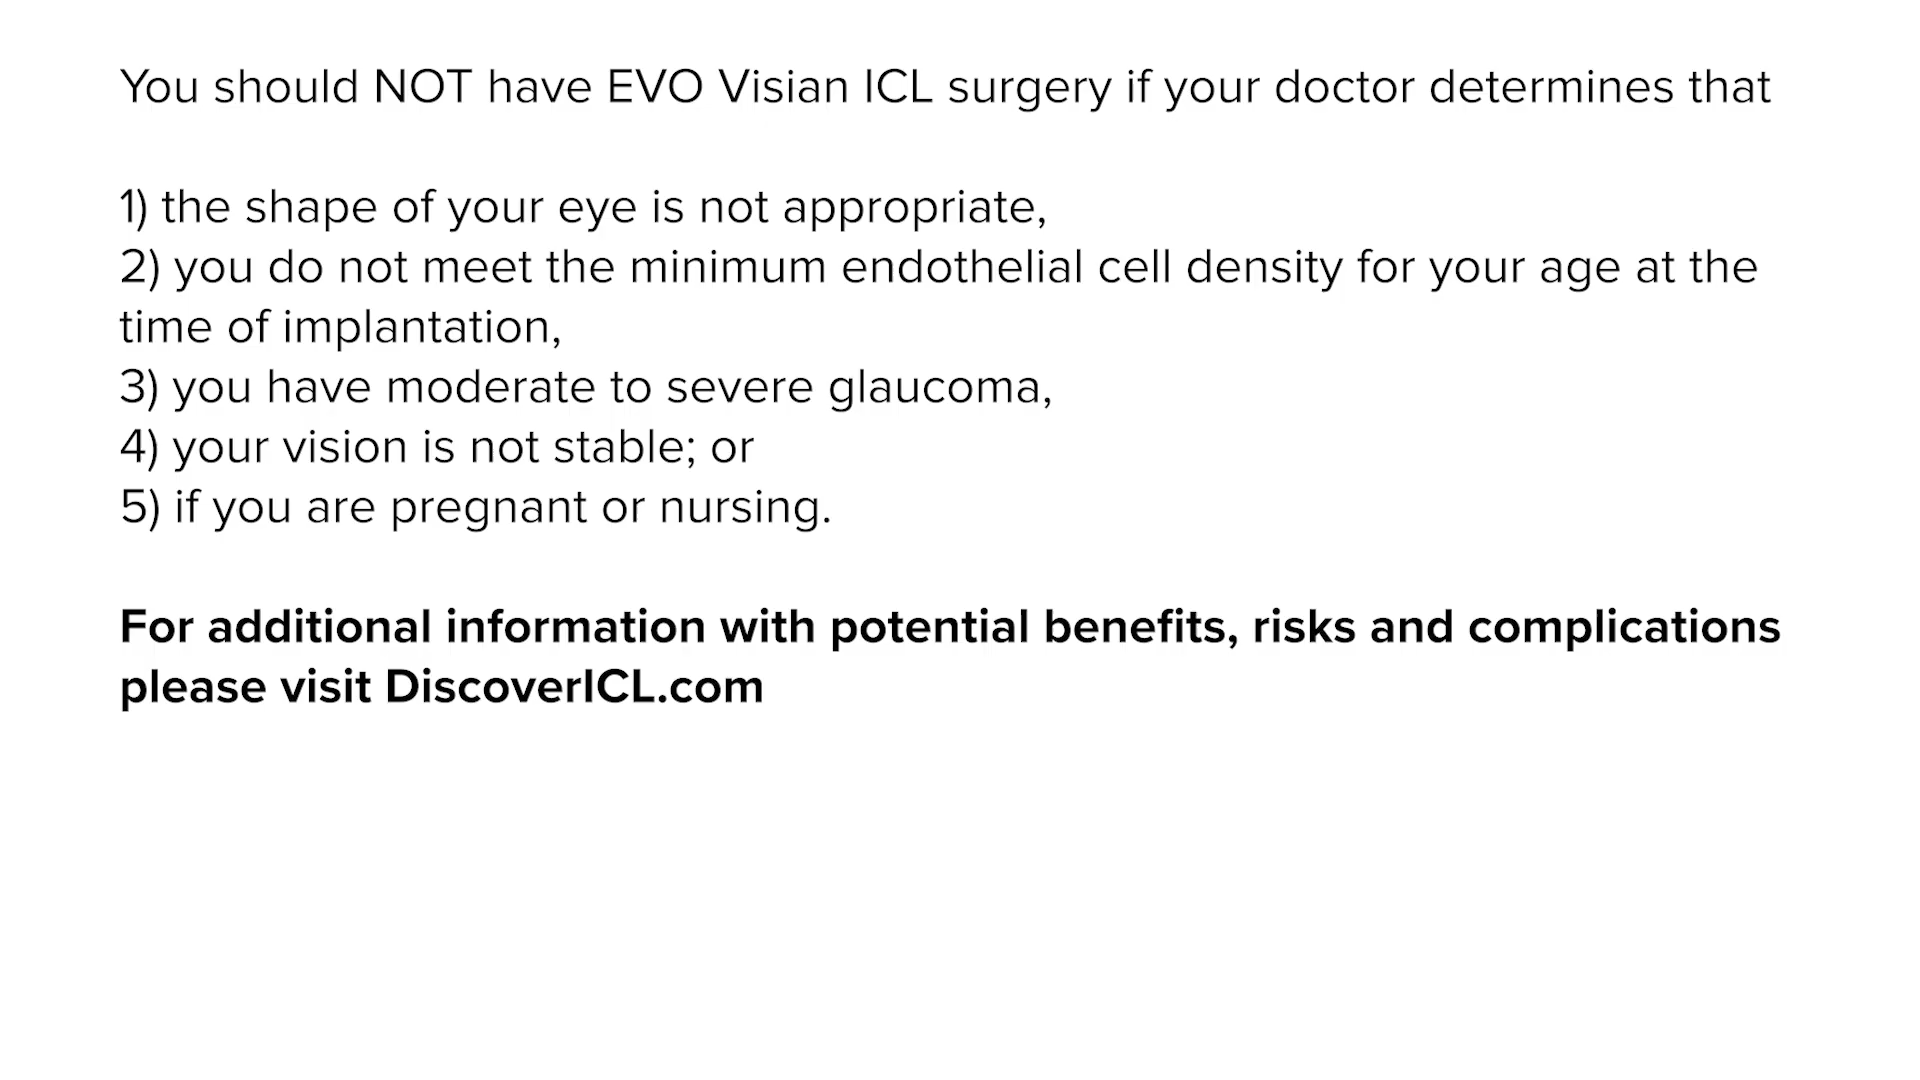 You should NOT have EVO Visian ICL surgery if your doctor determines that
1) the shape of your eye is not appropriate,
2) you do not meet the minimum endothelial cell density for your age at the
time of implantation,
3) you have moderate to severe glaucoma,
4) your vision is not stable; or
5) if you are pregnant or nursing.
For additional information with potential benefits, risks and complications
please visit DiscoverICL.com